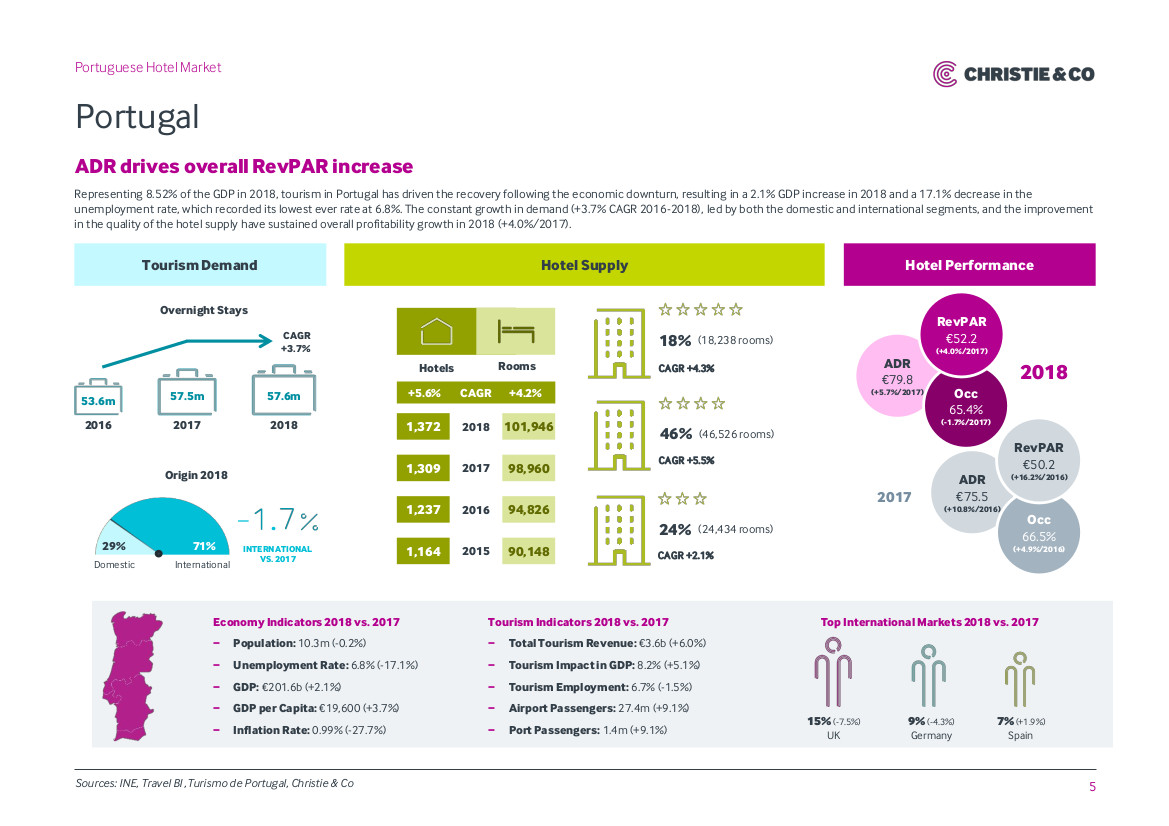 Portuguese Hotel Market
CHRISTIE & CO
Portugal
ADR drives overall RevPAR increase
Representing 8.52% of the GDP in 2018, tourism in Portugal has driven the recovery following the economic downturn, resulting in a 2.1% GDP increase in 2018 and a 17.1% decrease in the
unemployment rate, which recorded its lowest ever rate at 6.8%. The constant growth in demand (+3.7% CAGR 2016-2018), led by both the domestic and international segments, and the improvement
in the quality of the hotel supply have sustained overall profitability growth in 2018 (+4.0%/2017).
Tourism Demand
Overnight Stays
CAGR
+3.7%
53.6m
57.5m
57.6m
2016
2017
2018
Origin 2018
29%
71%
Domestic
International
-1.7%
INTERNATIONAL
VS. 2017
Hotel Supply
Hotels
Rooms
+5.6% CAGR +4.2%
1,372 2018 101,946
1,309 2017 98,960
1,237 2016 94,826
1,164 2015 90,148
18% (18,238 rooms)
CAGR +4.3%
46% (46,526 rooms)
CAGR +5.5%
24% (24,434 rooms)
CAGR +2.1%
Hotel Performance
RevPAR
€52.2
(+4.0%/2017)
ADR
€79.8
(+5.7%/2017)
2018
Occ
65.4%
(-1.7%/2017)
RevPAR
€50.2
(+16.2%/2016)
2017
ADR
€75.5
(+10.8%/2016)
Occ
66.5%
(+4.9%/2016)
Economy Indicators 2018 vs. 2017
– Population: 10.3m (-0.2%)
– Unemployment Rate: 6.8% (-17.1%)
– GDP: €201.6b (+2.1%)
– GDP per Capita: €19,600 (+3.7%)
– Inflation Rate: 0.99% (-27.7%)
Tourism Indicators 2018 vs. 2017
– Total Tourism Revenue: €3.6b (+6.0%)
– Tourism Impact in GDP: 8.2% (+5.1%)
– Tourism Employment: 6.7% (-1.5%)
– Airport Passengers: 27.4m (+9.1%)
– Port Passengers: 1.4m (+9.1%)
Top International Markets 2018 vs. 2017
15% (-7.5%)
UK
9% (-4.3%)
Germany
7% (+1.9%)
Spain
Sources: INE, Travel BI, Turismo de Portugal, Christie & Co
5